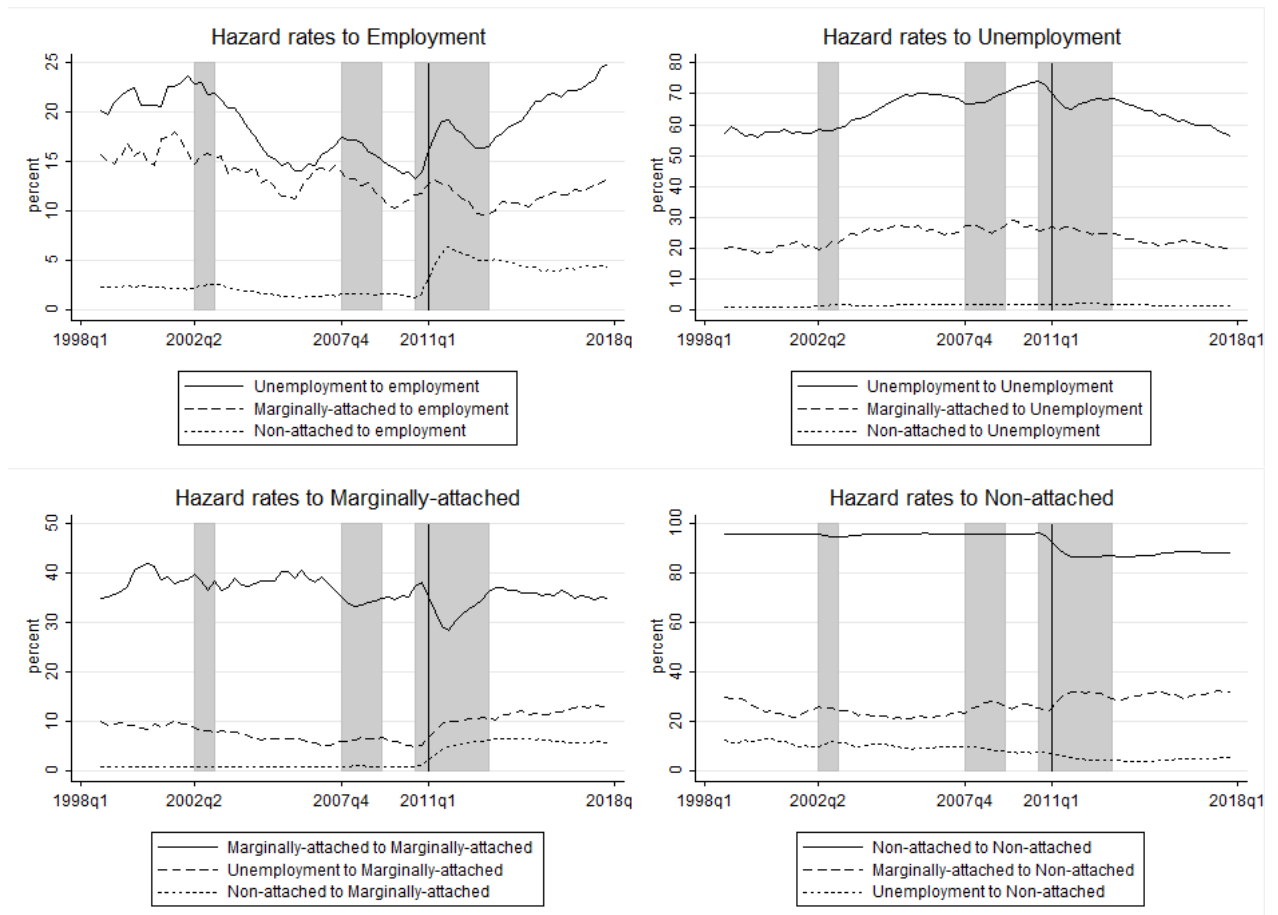 Hazard rates to Employment
percent
25
20
15
10
5
0
1998q1 2002q2 2007q4 2011q1 2018q
Unemployment to employment
Marginally-attached to employment
Non-attached to employment
Hazard rates to Unemployment
percent
80
70
60
50
40
30
20
10
0
1998q1 2002q2 2007q4 2011q1 2018q1
Unemployment to Unemployment
Marginally-attached to Unemployment
Non-attached to Unemployment
Hazard rates to Marginally-attached
percent
50
40
30
20
10
0
1998q1 2002q2 2007q4 2011q1 2018q
Marginally-attached to Marginally-attached
Unemployment to Marginally-attached
Non-attached to Marginally-attached
Hazard rates to Non-attached
percent
100
80
60
40
20
0
1998q1 2002q2 2007q4 2011q1 2018q1
Non-attached to Non-attached
Marginally-attached to Non-attached
Unemployment to Non-attached